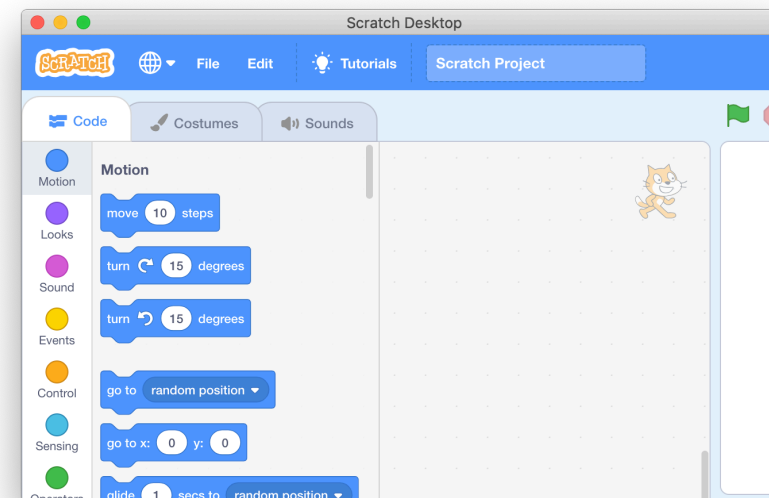 Scratch Desktop
SCRATCH
File
Edit
Tutorials
Scratch Project
Code
Costumes
Sounds
Motion
Looks
Sound
Events
Control
Sensing
Operators
Motion
move 10 steps
turn 15 degrees
turn 15 degrees
go to random position
go to x: 0 y: 0
glide 1 secs to random position